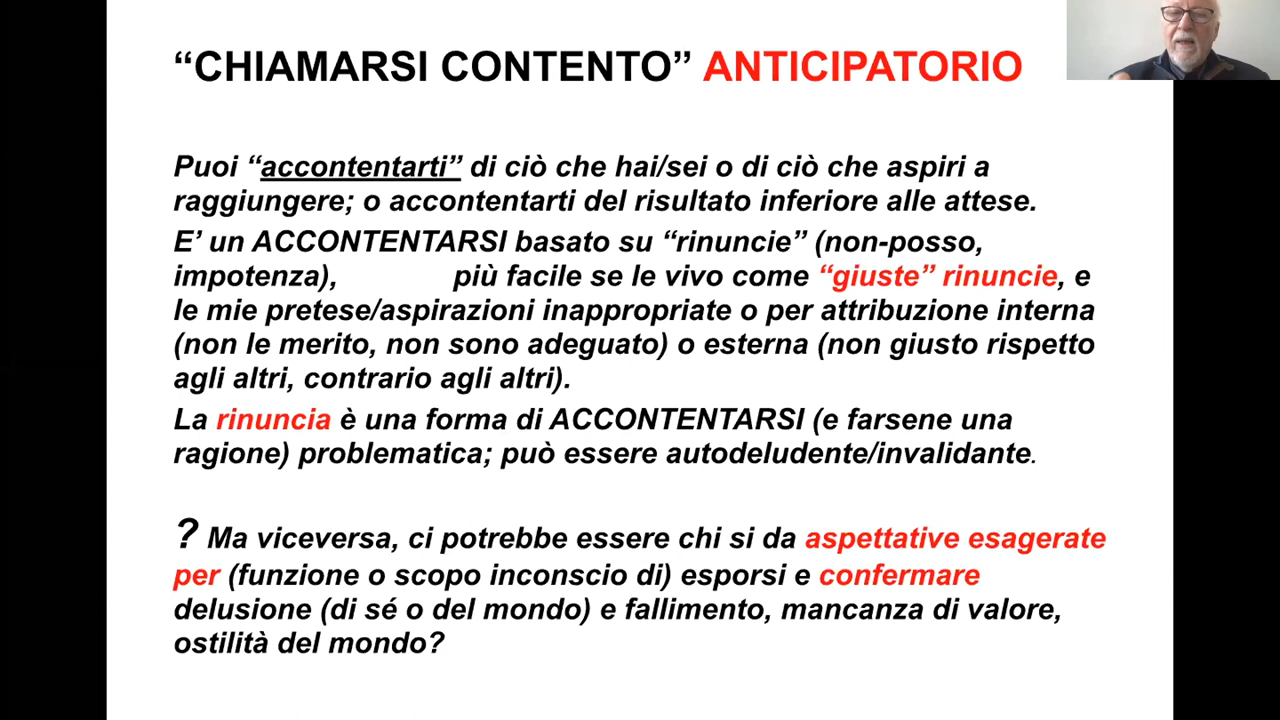 “CHIAMARSI CONTENTO” ANTICIPATORIO
Puoi “accontentarti” di ciò che hai/sei o di ciò che aspiri a
raggiungere; o accontentarti del risultato inferiore alle attese.
E’ un ACCONTENTARSI basato su “rinuncie” (non-posso,
impotenza), più facile se le vivo come “giuste” rinuncie, e
le mie pretese/aspirazioni inappropriate o per attribuzione interna
(non le merito, non sono adeguato) o esterna (non giusto rispetto
agli altri, contrario agli altri).
La rinuncia è una forma di ACCONTENTARSI (e farsene una
ragione) problematica; può essere autodeludente/invalidante.
? Ma viceversa, ci potrebbe essere chi si da aspettative esagerate
per (funzione o scopo inconscio di) esporsi e confermare
delusione (di sé o del mondo) e fallimento, mancanza di valore,
ostilità del mondo?